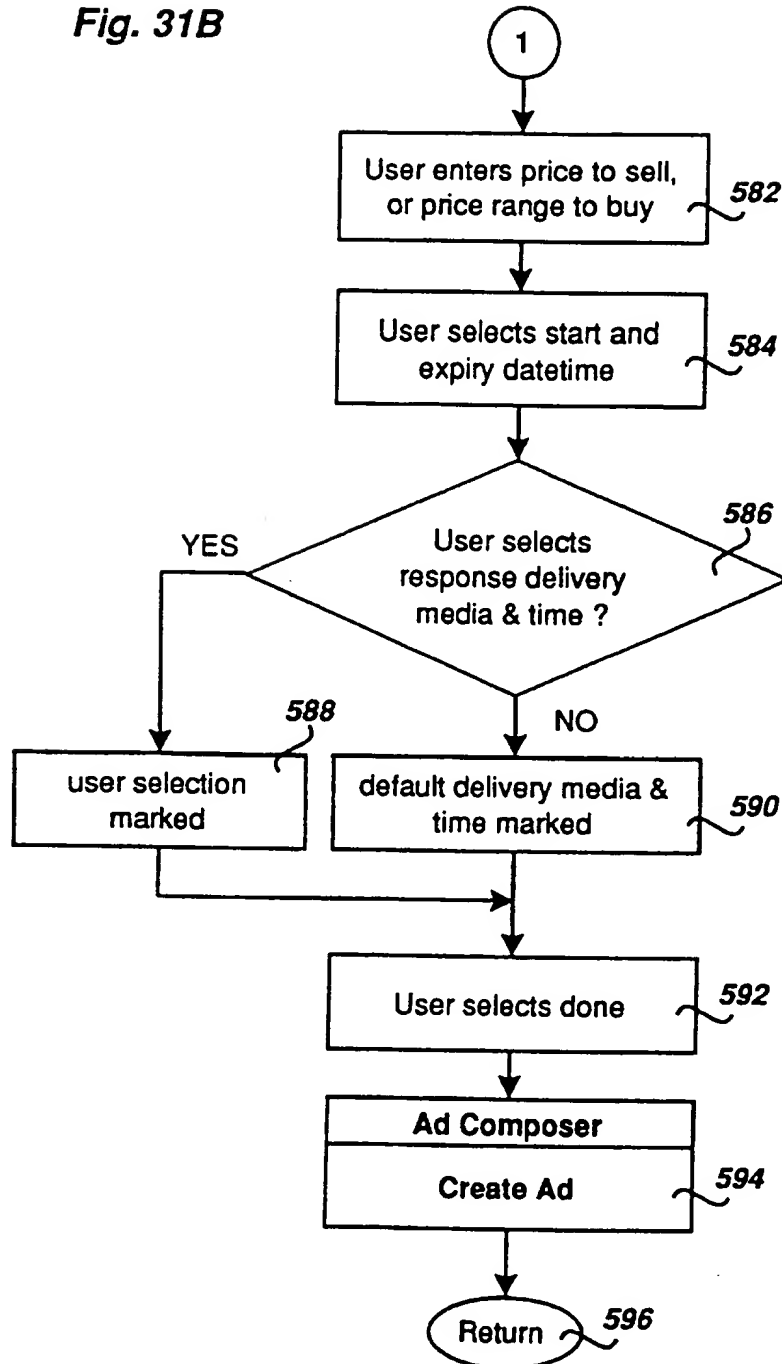 Fig. 31B
1
User enters price to sell,
or price range to buy
582
User selects start and
expiry datetime
584
586
User selects
response delivery
media & time ?
YES
NO
588
user selection
marked
default delivery media &
time marked
590
User selects done
592
Ad Composer
Create Ad
594
Return
596